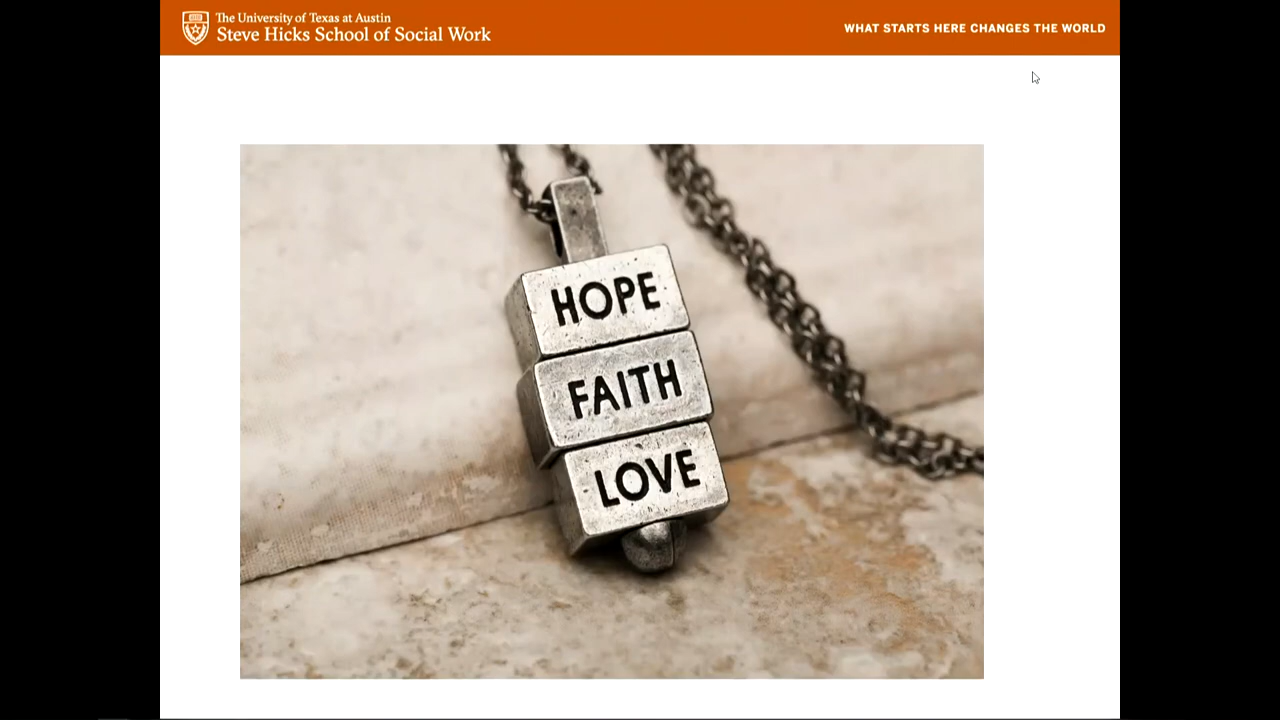 The University of Texas at Austin
Steve Hicks School of Social Work
WHAT STARTS HERE CHANGES THE WORLD
HOPE
FAITH
LOVE